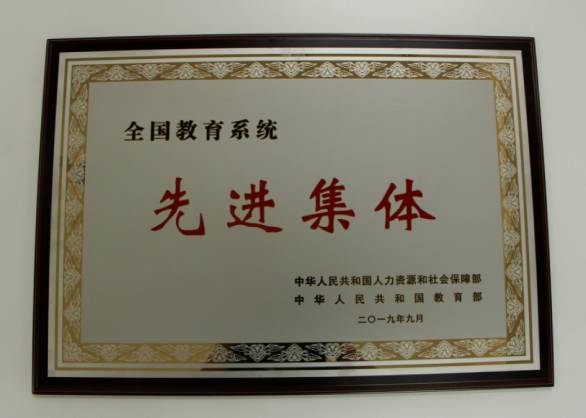 全国教育系统
先进集体
中华人民共和国人力资源和社会保障部
中华人民共和国教育部
二〇一九年九月